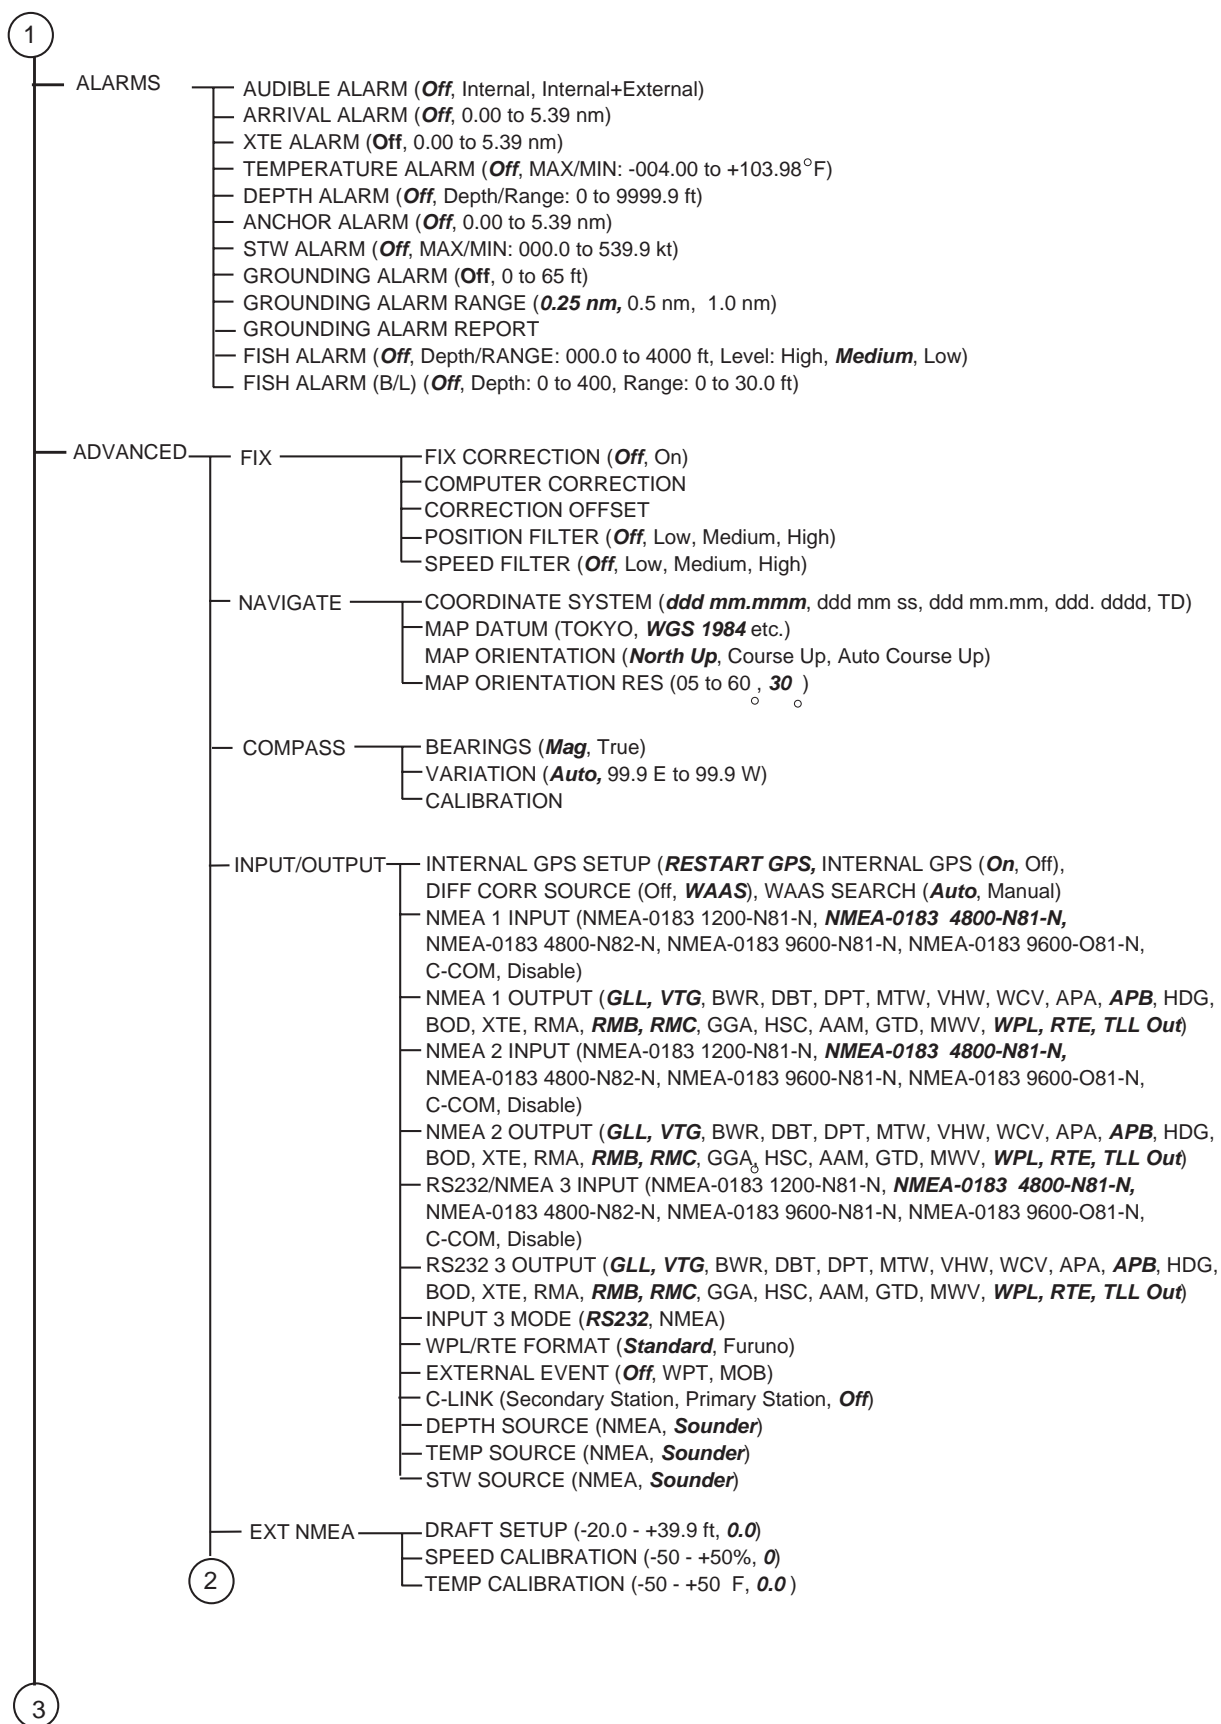 1
ALARMS
AUDIBLE ALARM (Off, Internal, Internal+External)
ARRIVAL ALARM (Off, 0.00 to 5.39 nm)
XTE ALARM (Off, 0.00 to 5.39 nm)
TEMPERATURE ALARM (Off, MAX/MIN: -004.00 to +103.98°F)
DEPTH ALARM (Off, Depth/Range: 0 to 9999.9 ft)
ANCHOR ALARM (Off, 0.00 to 5.39 nm)
STW ALARM (Off, MAX/MIN: 000.0 to 539.9 kt)
GROUNDING ALARM (Off, 0 to 65 ft)
GROUNDING ALARM RANGE (0.25 nm, 0.5 nm, 1.0 nm)
GROUNDING ALARM REPORT
FISH ALARM (Off, Depth/RANGE: 000.0 to 4000 ft, Level: High, Medium, Low)
FISH ALARM (B/L) (Off, Depth: 0 to 400, Range: 0 to 30.0 ft)
ADVANCED
FIX
FIX CORRECTION (Off, On)
COMPUTER CORRECTION
CORRECTION OFFSET
POSITION FILTER (Off, Low, Medium, High)
SPEED FILTER (Off, Low, Medium, High)
NAVIGATE
COORDINATE SYSTEM (ddd mm.mmm, ddd mm ss, ddd mm.mm, ddd. dddd, TD)
MAP DATUM (TOKYO, WGS 1984 etc.)
MAP ORIENTATION (North Up, Course Up, Auto Course Up)
MAP ORIENTATION RES (05 to 60°, 30°)
COMPASS
BEARINGS (Mag, True)
VARIATION (Auto, 99.9 E to 99.9 W)
CALIBRATION
INPUT/OUTPUT
INTERNAL GPS SETUP (RESTART GPS, INTERNAL GPS (On, Off),
DIFF CORR SOURCE (Off, WAAS), WAAS SEARCH (Auto, Manual)
NMEA 1 INPUT (NMEA-0183 1200-N81-N, NMEA-0183 4800-N81-N,
NMEA-0183 4800-N82-N, NMEA-0183 9600-N81-N, NMEA-0183 9600-O81-N,
C-COM, Disable)
NMEA 1 OUTPUT (GLL, VTG, BWR, DBT, DPT, MTW, VHW, WCV, APA, APB, HDG,
BOD, XTE, RMA, RMB, RMC, GGA, HSC, AAM, GTD, MWV, WPL, RTE, TLL Out)
NMEA 2 INPUT (NMEA-0183 1200-N81-N, NMEA-0183 4800-N81-N,
NMEA-0183 4800-N82-N, NMEA-0183 9600-N81-N, NMEA-0183 9600-O81-N,
C-COM, Disable)
NMEA 2 OUTPUT (GLL, VTG, BWR, DBT, DPT, MTW, VHW, WCV, APA, APB, HDG,
BOD, XTE, RMA, RMB, RMC, GGA, HSC, AAM, GTD, MWV, WPL, RTE, TLL Out)
RS232/NMEA 3 INPUT (NMEA-0183 1200-N81-N, NMEA-0183 4800-N81-N,
NMEA-0183 4800-N82-N, NMEA-0183 9600-N81-N, NMEA-0183 9600-O81-N,
C-COM, Disable)
RS232 3 OUTPUT (GLL, VTG, BWR, DBT, DPT, MTW, VHW, WCV, APA, APB, HDG,
BOD, XTE, RMA, RMB, RMC, GGA, HSC, AAM, GTD, MWV, WPL, RTE, TLL Out)
INPUT 3 MODE (RS232, NMEA)
WPL/RTE FORMAT (Standard, Furuno)
EXTERNAL EVENT (Off, WPT, MOB)
C-LINK (Secondary Station, Primary Station, Off)
DEPTH SOURCE (NMEA, Sounder)
TEMP SOURCE (NMEA, Sounder)
STW SOURCE (NMEA, Sounder)
EXT NMEA
DRAFT SETUP (-20.0 - +39.9 ft, 0.0)
SPEED CALIBRATION (-50 - +50%, 0)
TEMP CALIBRATION (-50 - +50 F, 0.0 )
2
3